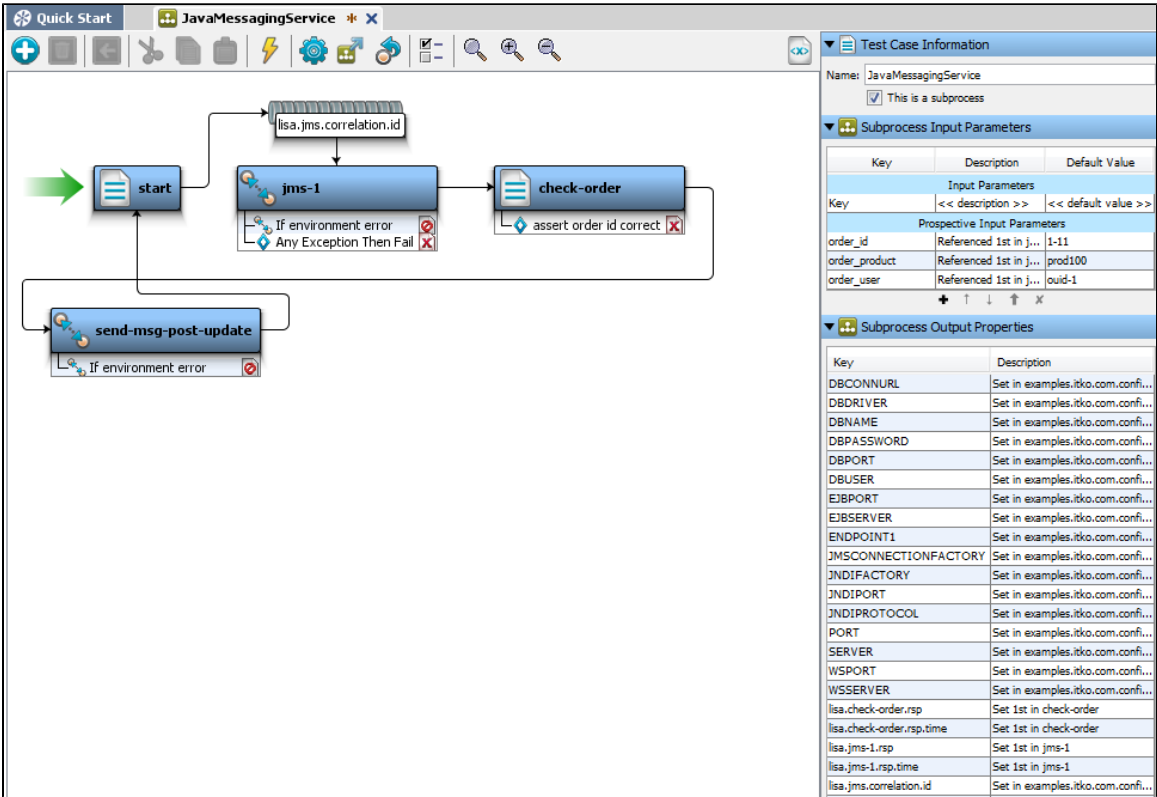 Quick Start
JavaMessagingService * X
lisa.jms.correlation.id
start
jms-1
If environment error
Any Exception Then Fail
check-order
assert order id correct
send-msg-post-update
If environment error
Test Case Information
Name: JavaMessagingService
This is a subprocess
Subprocess Input Parameters
Key Description Default Value
Input Parameters
Key << description >> << default value >>
Prospective Input Parameters
order_id Referenced 1st in j... 1-11
order_product Referenced 1st in j... prod100
order_user Referenced 1st in j... ouid-1
Subprocess Output Properties
Key Description
DBCONNURL Set in examples.itko.com.confi...
DBDRIVER Set in examples.itko.com.confi...
DBNAME Set in examples.itko.com.confi...
DBPASSWORD Set in examples.itko.com.confi...
DBPORT Set in examples.itko.com.confi...
DBUSER Set in examples.itko.com.confi...
EJBPORT Set in examples.itko.com.confi...
EJBSERVER Set in examples.itko.com.confi...
ENDPOINT1 Set in examples.itko.com.confi...
JMSCONNECTIONFACTORY Set in examples.itko.com.confi...
JNDIFACTORY Set in examples.itko.com.confi...
JNDIPORT Set in examples.itko.com.confi...
JNDIPROTOCOL Set in examples.itko.com.confi...
PORT Set in examples.itko.com.confi...
SERVER Set in examples.itko.com.confi...
WSPORT Set in examples.itko.com.confi...
WSSERVER Set in examples.itko.com.confi...
lisa.check-order.rsp Set 1st in check-order
lisa.check-order.rsp.time Set 1st in check-order
lisa.jms-1.rsp Set 1st in jms-1
lisa.jms-1.rsp.time Set 1st in jms-1
lisa.jms.correlation.id Set in examples.itko.com.confi...